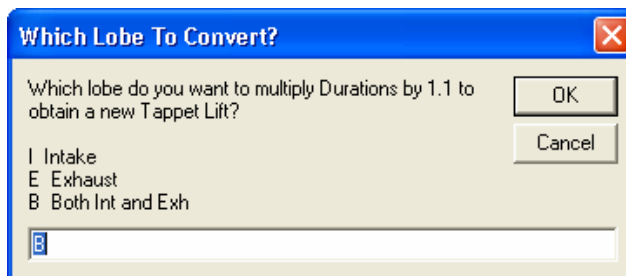 Which Lobe To Convert?
Which lobe do you want to multiply Durations by 1.1 to
obtain a new Tappet Lift?
OK
Cancel
I Intake
E Exhaust
B Both Int and Exh
B